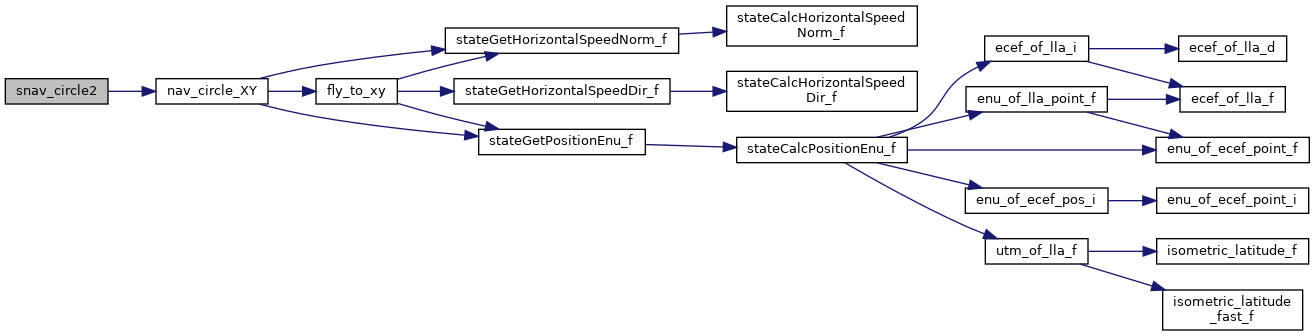 snav_circle2
nav_circle_XY
stateGetHorizontalSpeedNorm_f
fly_to_xy
stateGetHorizontalSpeedDir_f
stateGetPositionEnu_f
stateCalcHorizontalSpeed
Norm_f
stateCalcHorizontalSpeed
Dir_f
stateCalcPositionEnu_f
ecef_of_lla_i
enu_of_lla_point_f
enu_of_ecef_pos_i
utm_of_lla_f
ecef_of_lla_d
ecef_of_lla_f
enu_of_ecef_point_f
enu_of_ecef_point_i
isometric_latitude_f
isometric_latitude
_fast_f